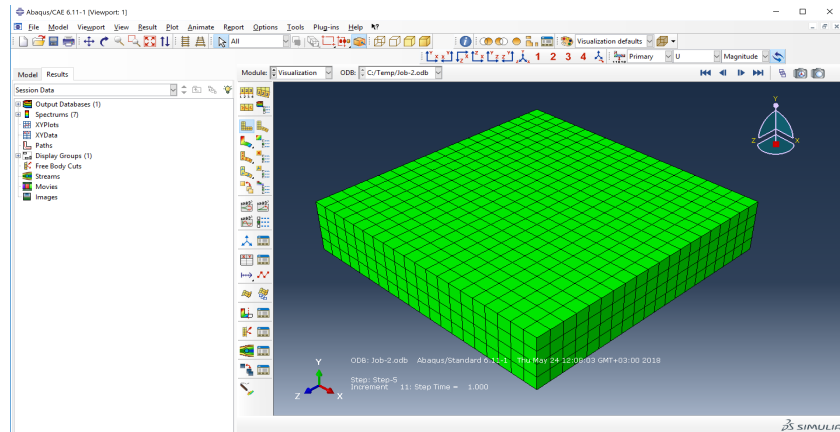 Abaqus/CAE 6.11-1 [Viewport: 1]
File Model Viewport View Result Plot Animate Report Options Tools Plug-ins Help
All Visualization defaults
1 2 3 4 Primary U Magnitude
Model Results Module: Visualization ODB: C:/Temp/Job-2.odb
Session Data
Output Databases (1)
Spectrums (7)
XYPlots
XYData
Paths
Display Groups (1)
Free Body Cuts
Streams
Movies
Images
Y
Z X
ODB: Job-2.odb Abaqus/Standard 6.11-1 Thu May 24 12:08:03 GMT+03:00 2018
Step: Step-5
Increment 11: Step Time = 1.000
Y
Z X
SIMULIA